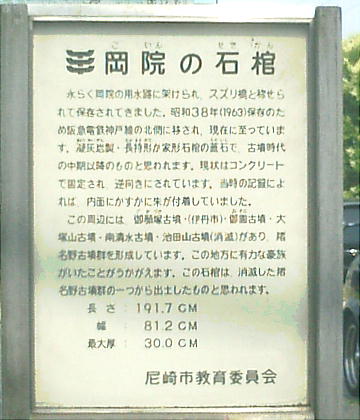 岡院の石棺
ご いん せき かん
永らく岡院の用水路に架けられ、スズリ橋と称せら
れて保存されてきました。昭和38年(1963)保存のた
め阪急電鉄神戸線の北側に移され、現在に至ってい
ます。凝灰岩製・長持形か家形石棺の蓋石で、古墳時代
の中期以降のものと思われます。現状はコンクリート
で固定され、逆向きにされています。当時の記録によ
れば、内面にかすかに朱が付着していました。
この周辺には、御願塚古墳・(伊丹市)・御園古墳・大
塚山古墳・南清水古墳・池田山古墳(消滅)があり、猪
名野古墳群を形成しています。この地方に有力な豪族
がいたことがうかがえます。この石棺は、消滅した猪
名野古墳群の一つから出土したものと思われます。
長さ：191.7 CM
幅：81.2 CM
最大厚：30.0 CM
尼崎市教育委員会